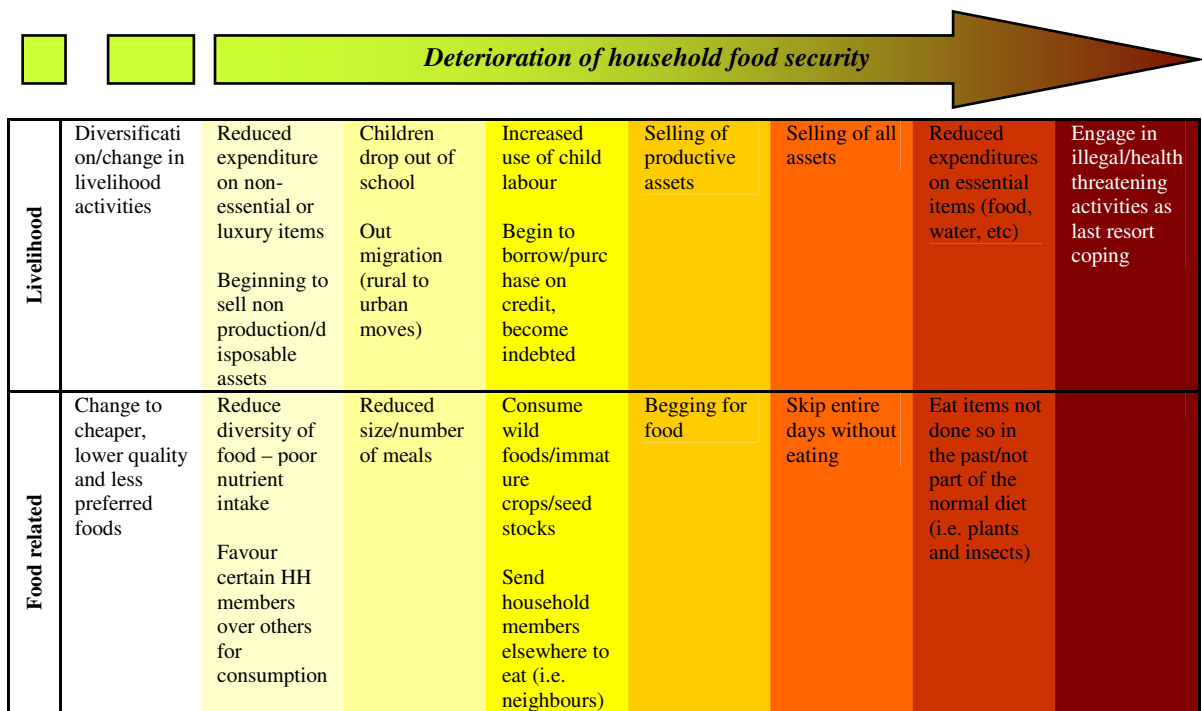 Deterioration of household food security
Livelihood
Diversificati
on/change in
livelihood
activities
Reduced
expenditure
on non-
essential or
luxury items
Beginning to
sell non
production/d
isposable
assets
Children
drop out of
school
Out
migration
(rural to
urban
moves)
Increased
use of child
labour
Begin to
borrow/purc
hase on
credit,
become
indebted
Selling of
productive
assets
Selling of all
assets
Reduced
expenditures
on essential
items (food,
water, etc)
Engage in
illegal/health
threatening
activities as
last resort
coping
Food related
Change to
cheaper,
lower quality
and less
preferred
foods
Reduce
diversity of
food – poor
nutrient
intake
Favour
certain HH
members
over others
for
consumption
Reduced
size/number
of meals
Consume
wild
foods/immat
ure
crops/seed
stocks
Send
household
members
elsewhere to
eat (i.e.
neighbours)
Begging for
food
Skip entire
days without
eating
Eat items not
done so in
the past/not
part of the
normal diet
(i.e. plants
and insects)